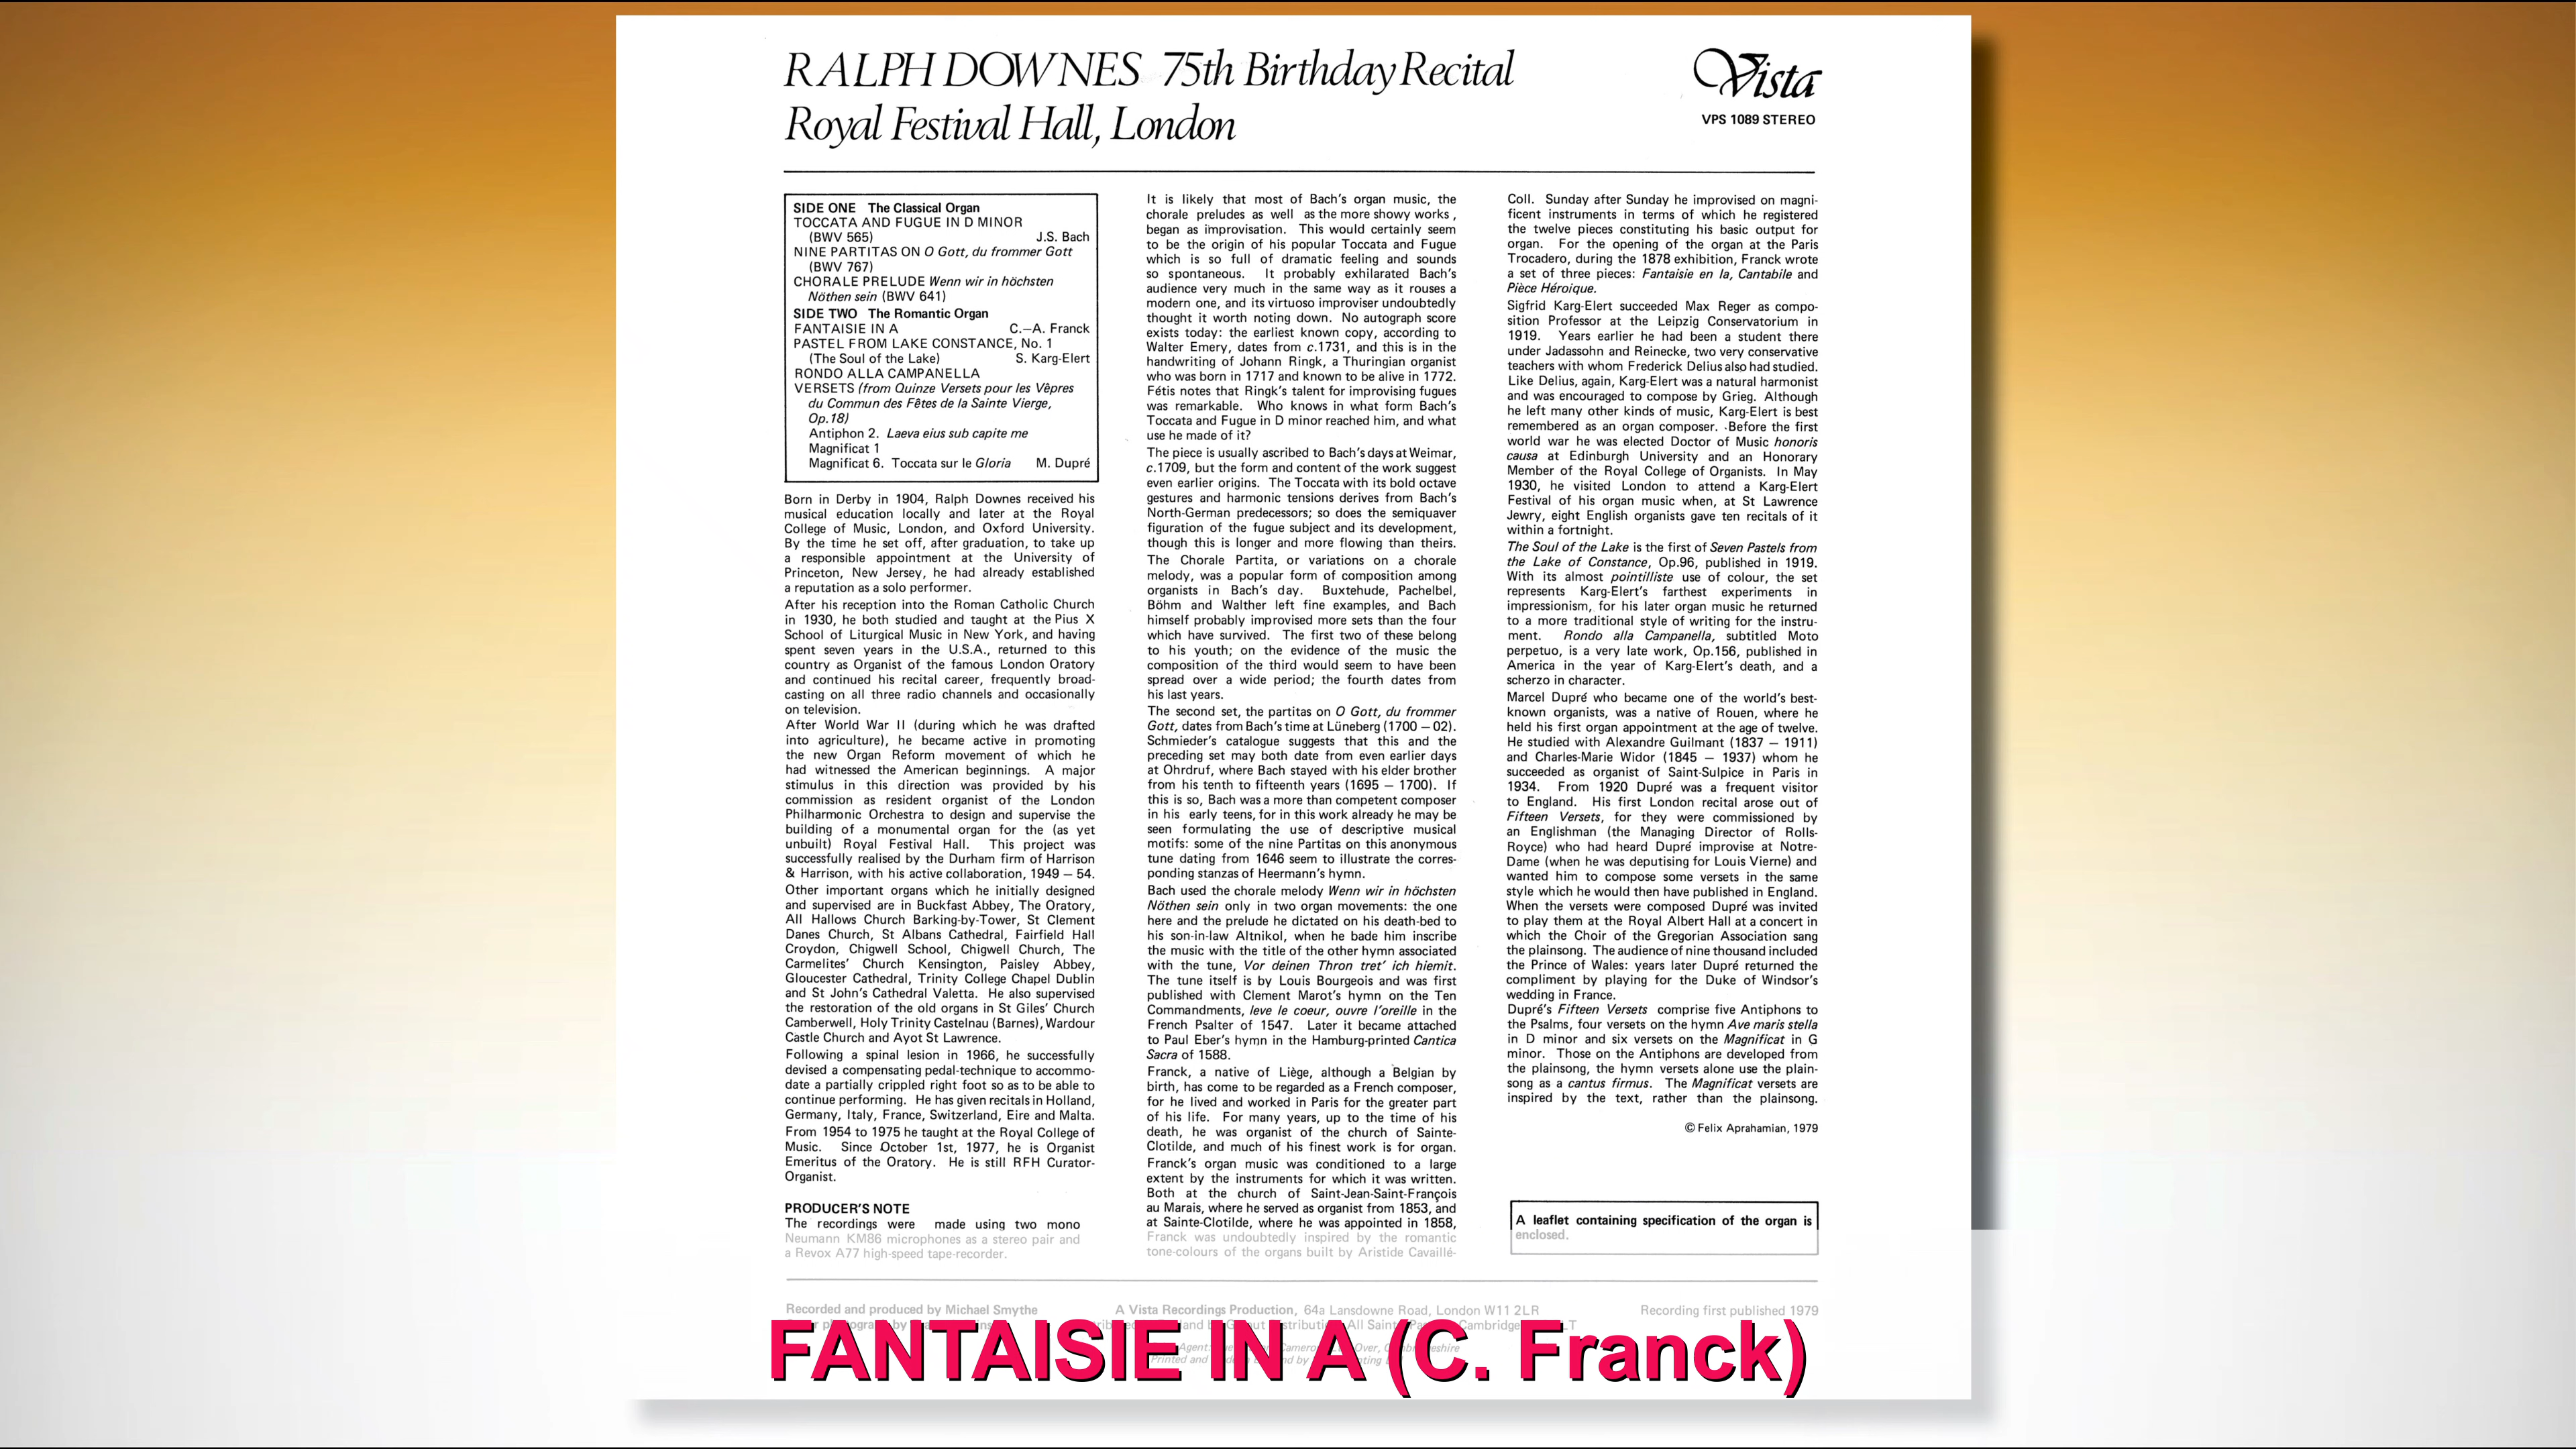 RALPH DOWNES 75th Birthday Recital
Royal Festival Hall, London
Vista
VPS 1089 STEREO
SIDE ONE The Classical Organ
TOCCATA AND FUGUE IN D MINOR
(BWV 565) J.S. Bach
NINE PARTITAS ON O Gott, du frommer Gott
(BWV 767)
CHORALE PRELUDE Wenn wir in höchsten
Nöthen sein (BWV 641)
SIDE TWO The Romantic Organ
FANTAISIE IN A C.–A. Franck
PASTEL FROM LAKE CONSTANCE, No. 1
(The Soul of the Lake) S. Karg-Elert
RONDO ALLA CAMPANELLA
VERSETS (from Quinze Versets pour les Vêpres
du Commun des Fêtes de la Sainte Vierge,
Op.18)
Antiphon 2. Laeva eius sub capite me
Magnificat 1
Magnificat 6. Toccata sur le Gloria M. Dupré
Born in Derby in 1904, Ralph Downes received his
musical education locally and later at the Royal
College of Music, London, and Oxford University.
By the time he set off, after graduation, to take up
a responsible appointment at the University of
Princeton, New Jersey, he had already established
a reputation as a solo performer.
After his reception into the Roman Catholic Church
in 1930, he both studied and taught at the Pius X
School of Liturgical Music in New York, and having
spent seven years in the U.S.A., returned to this
country as Organist of the famous London Oratory
and continued his recital career, frequently broad-
casting on all three radio channels and occasionally
on television.
After World War II (during which he was drafted
into agriculture), he became active in promoting
the new Organ Reform movement of which he
had witnessed the American beginnings. A major
stimulus in this direction was provided by his
commission as resident organist of the London
Philharmonic Orchestra to design and supervise the
building of a monumental organ for the (as yet
unbuilt) Royal Festival Hall. This project was
successfully realised by the Durham firm of Harrison
& Harrison, with his active collaboration, 1949 – 54.
Other important organs which he initially designed
and supervised are in Buckfast Abbey, The Oratory,
All Hallows Church Barking-by-Tower, St Clement
Danes Church, St Albans Cathedral, Fairfield Hall
Croydon, Chigwell School, Chigwell Church, The
Carmelites' Church Kensington, Paisley Abbey,
Gloucester Cathedral, Trinity College Chapel Dublin
and St John's Cathedral Valetta. He also supervised
the restoration of the old organs in St Giles' Church
Camberwell, Holy Trinity Castelnau (Barnes), Wardour
Castle Church and Ayot St Lawrence.
Following a spinal lesion in 1966, he successfully
devised a compensating pedal-technique to accommo-
date a partially crippled right foot so as to be able to
continue performing. He has given recitals in Holland,
Germany, Italy, France, Switzerland, Eire and Malta.
From 1954 to 1975 he taught at the Royal College of
Music. Since October 1st, 1977, he is Organist
Emeritus of the Oratory. He is still RFH Curator-
Organist.
PRODUCER'S NOTE
The recordings were made using two mono
Neumann KM86 microphones as a stereo pair and
a Revox A77 high-speed tape-recorder.
It is likely that most of Bach's organ music, the
chorale preludes as well as the more showy works,
began as improvisation. This would certainly seem
to be the origin of his popular Toccata and Fugue
which is so full of dramatic feeling and sounds
so spontaneous. It probably exhilarated Bach's
audience very much in the same way as it rouses a
modern one, and its virtuoso improviser undoubtedly
thought it worth noting down. No autograph score
exists today: the earliest known copy, according to
Walter Emery, dates from c.1731, and this is in the
handwriting of Johann Ringk, a Thuringian organist
who was born in 1717 and known to be alive in 1772.
Fétis notes that Ringk's talent for improvising fugues
was remarkable. Who knows in what form Bach's
Toccata and Fugue in D minor reached him, and what
use he made of it?
The piece is usually ascribed to Bach's days at Weimar,
c.1709, but the form and content of the work suggest
even earlier origins. The Toccata with its bold octave
gestures and harmonic tensions derives from Bach's
North-German predecessors; so does the semiquaver
figuration of the fugue subject and its development,
though this is longer and more flowing than theirs.
The Chorale Partita, or variations on a chorale
melody, was a popular form of composition among
organists in Bach's day. Buxtehude, Pachelbel,
Böhm and Walther left fine examples, and Bach
himself probably improvised more sets than the four
which have survived. The first two of these belong
to his youth; on the evidence of the music the
composition of the third would seem to have been
spread over a wide period; the fourth dates from
his last years.
The second set, the partitas on O Gott, du frommer
Gott, dates from Bach's time at Lüneberg (1700 – 02).
Schmieder's catalogue suggests that this and the
preceding set may both date from even earlier days
at Ohrdruf, where Bach stayed with his elder brother
from his tenth to fifteenth years (1695 – 1700). If
this is so, Bach was a more than competent composer
in his early teens, for in this work already he may be
seen formulating the use of descriptive musical
motifs: some of the nine Partitas on this anonymous
tune dating from 1646 seem to illustrate the corres-
ponding stanzas of Heermann's hymn.
Bach used the chorale melody Wenn wir in höchsten
Nöthen sein only in two organ movements: the one
here and the prelude he dictated on his death-bed to
his son-in-law Altnikol, when he bade him inscribe
the music with the title of the other hymn associated
with the tune, Vor deinen Thron tret' ich hiemit.
The tune itself is by Louis Bourgeois and was first
published with Clement Marot's hymn on the Ten
Commandments, leve le coeur, ouvre l'oreille in the
French Psalter of 1547. Later it became attached
to Paul Eber's hymn in the Hamburg-printed Cantica
Sacra of 1588.
Franck, a native of Liège, although a Belgian by
birth, has come to be regarded as a French composer,
for he lived and worked in Paris for the greater part
of his life. For many years, up to the time of his
death, he was organist of the church of Sainte-
Clotilde, and much of his finest work is for organ.
Franck's organ music was conditioned to a large
extent by the instruments for which it was written.
Both at the church of Saint-Jean-Saint-François
au Marais, where he served as organist from 1853, and
at Sainte-Clotilde, where he was appointed in 1858,
Franck was undoubtedly inspired by the romantic
tone-colours of the organs built by Aristide Cavaillé-
Coll. Sunday after Sunday he improvised on magni-
ficent instruments in terms of which he registered
the twelve pieces constituting his basic output for
organ. For the opening of the organ at the Paris
Trocadero, during the 1878 exhibition, Franck wrote
a set of three pieces: Fantaisie en la, Cantabile and
Pièce Héroique.
Sigfrid Karg-Elert succeeded Max Reger as compo-
sition Professor at the Leipzig Conservatorium in
1919. Years earlier he had been a student there
under Jadassohn and Reinecke, two very conservative
teachers with whom Frederick Delius also had studied.
Like Delius, again, Karg-Elert was a natural harmonist
and was encouraged to compose by Grieg. Although
he left many other kinds of music, Karg-Elert is best
remembered as an organ composer. Before the first
world war he was elected Doctor of Music honoris
causa at Edinburgh University and an Honorary
Member of the Royal College of Organists. In May
1930, he visited London to attend a Karg-Elert
Festival of his organ music when, at St Lawrence
Jewry, eight English organists gave ten recitals of it
within a fortnight.
The Soul of the Lake is the first of Seven Pastels from
the Lake of Constance, Op.96, published in 1919.
With its almost pointilliste use of colour, the set
represents Karg-Elert's farthest experiments in
impressionism, for his later organ music he returned
to a more traditional style of writing for the instru-
ment. Rondo alla Campanella, subtitled Moto
perpetuo, is a very late work, Op.156, published in
America in the year of Karg-Elert's death, and a
scherzo in character.
Marcel Dupré who became one of the world's best-
known organists, was a native of Rouen, where he
held his first organ appointment at the age of twelve.
He studied with Alexandre Guilmant (1837 – 1911)
and Charles-Marie Widor (1845 – 1937) whom he
succeeded as organist of Saint-Sulpice in Paris in
1934. From 1920 Dupré was a frequent visitor
to England. His first London recital arose out of
Fifteen Versets, for they were commissioned by
an Englishman (the Managing Director of Rolls-
Royce) who had heard Dupré improvise at Notre-
Dame (when he was deputising for Louis Vierne) and
wanted him to compose some versets in the same
style which he would then have published in England.
When the versets were composed Dupré was invited
to play them at the Royal Albert Hall at a concert in
which the Choir of the Gregorian Association sang
the plainsong. The audience of nine thousand included
the Prince of Wales: years later Dupré returned the
compliment by playing for the Duke of Windsor's
wedding in France.
Dupré's Fifteen Versets comprise five Antiphons to
the Psalms, four versets on the hymn Ave maris stella
in D minor and six versets on the Magnificat in G
minor. Those on the Antiphons are developed from
the plainsong, the hymn versets alone use the plain-
song as a cantus firmus. The Magnificat versets are
inspired by the text, rather than the plainsong.
© Felix Aprahamian, 1979
A leaflet containing specification of the organ is
enclosed.
Recorded and produced by Michael Smythe A Vista Recordings Production, 64a Lansdowne Road, London W11 2LR Recording first published 1979
FANTAISIE IN A (C. Franck)